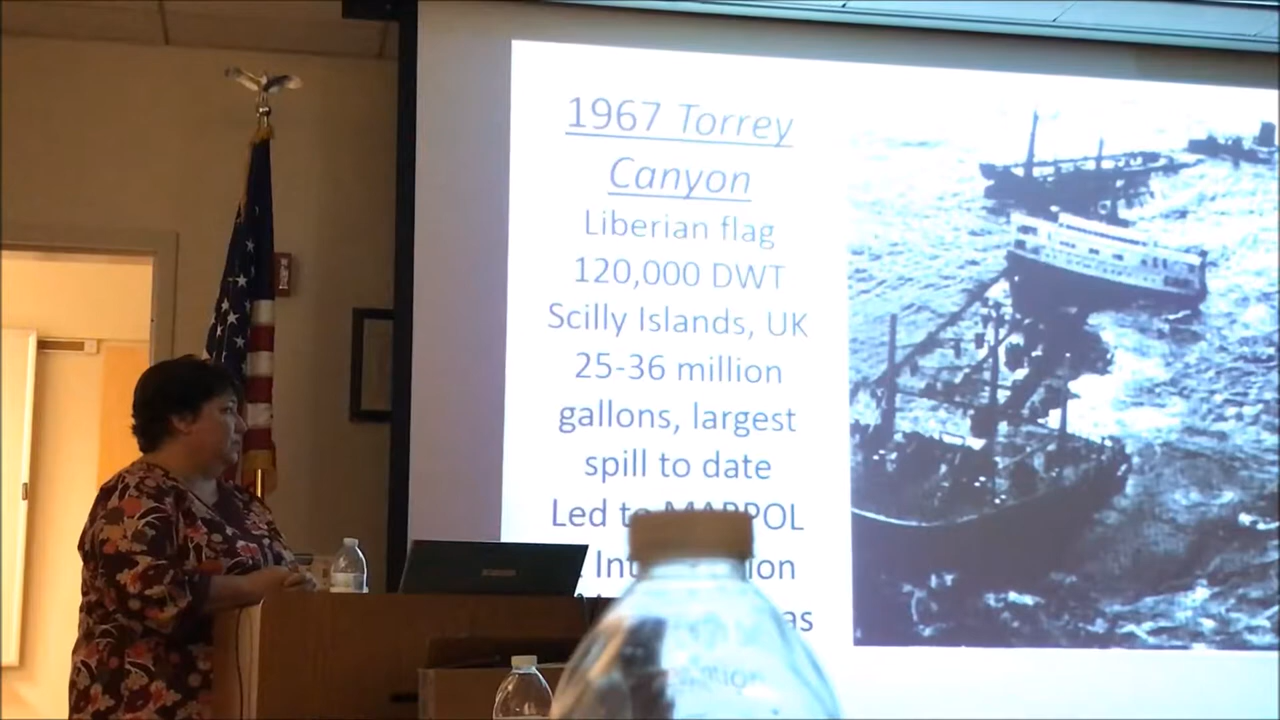 1967 Torrey
Canyon
Liberian flag
120,000 DWT
Scilly Islands, UK
25-36 million
gallons, largest
spill to date
Led to MARPOL